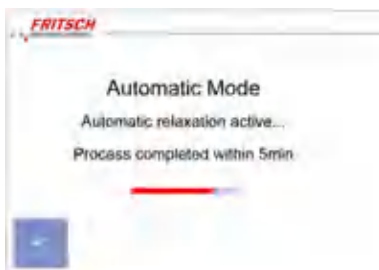 FRITSCH
Automatic Mode
Automatic relaxation active...
Process completed within 5min